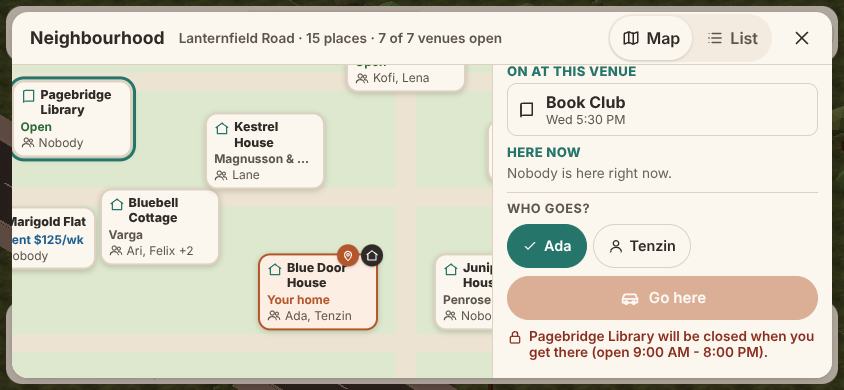 Neighbourhood
Lanternfield Road · 15 places · 7 of 7 venues open
Map
List
Kofi, Lena
Pagebridge
Library
Open
Nobody
Kestrel
House
Magnusson & ...
Lane
Bluebell
Cottage
Varga
Ari, Felix +2
Marigold Flat
ent $125/wk
obody
Blue Door
House
Your home
Ada, Tenzin
Juni
Hous
Penrose
Nobo
ON AT THIS VENUE
Book Club
Wed 5:30 PM
HERE NOW
Nobody is here right now.
WHO GOES?
Ada
Tenzin
Go here
Pagebridge Library will be closed when you
get there (open 9:00 AM - 8:00 PM).